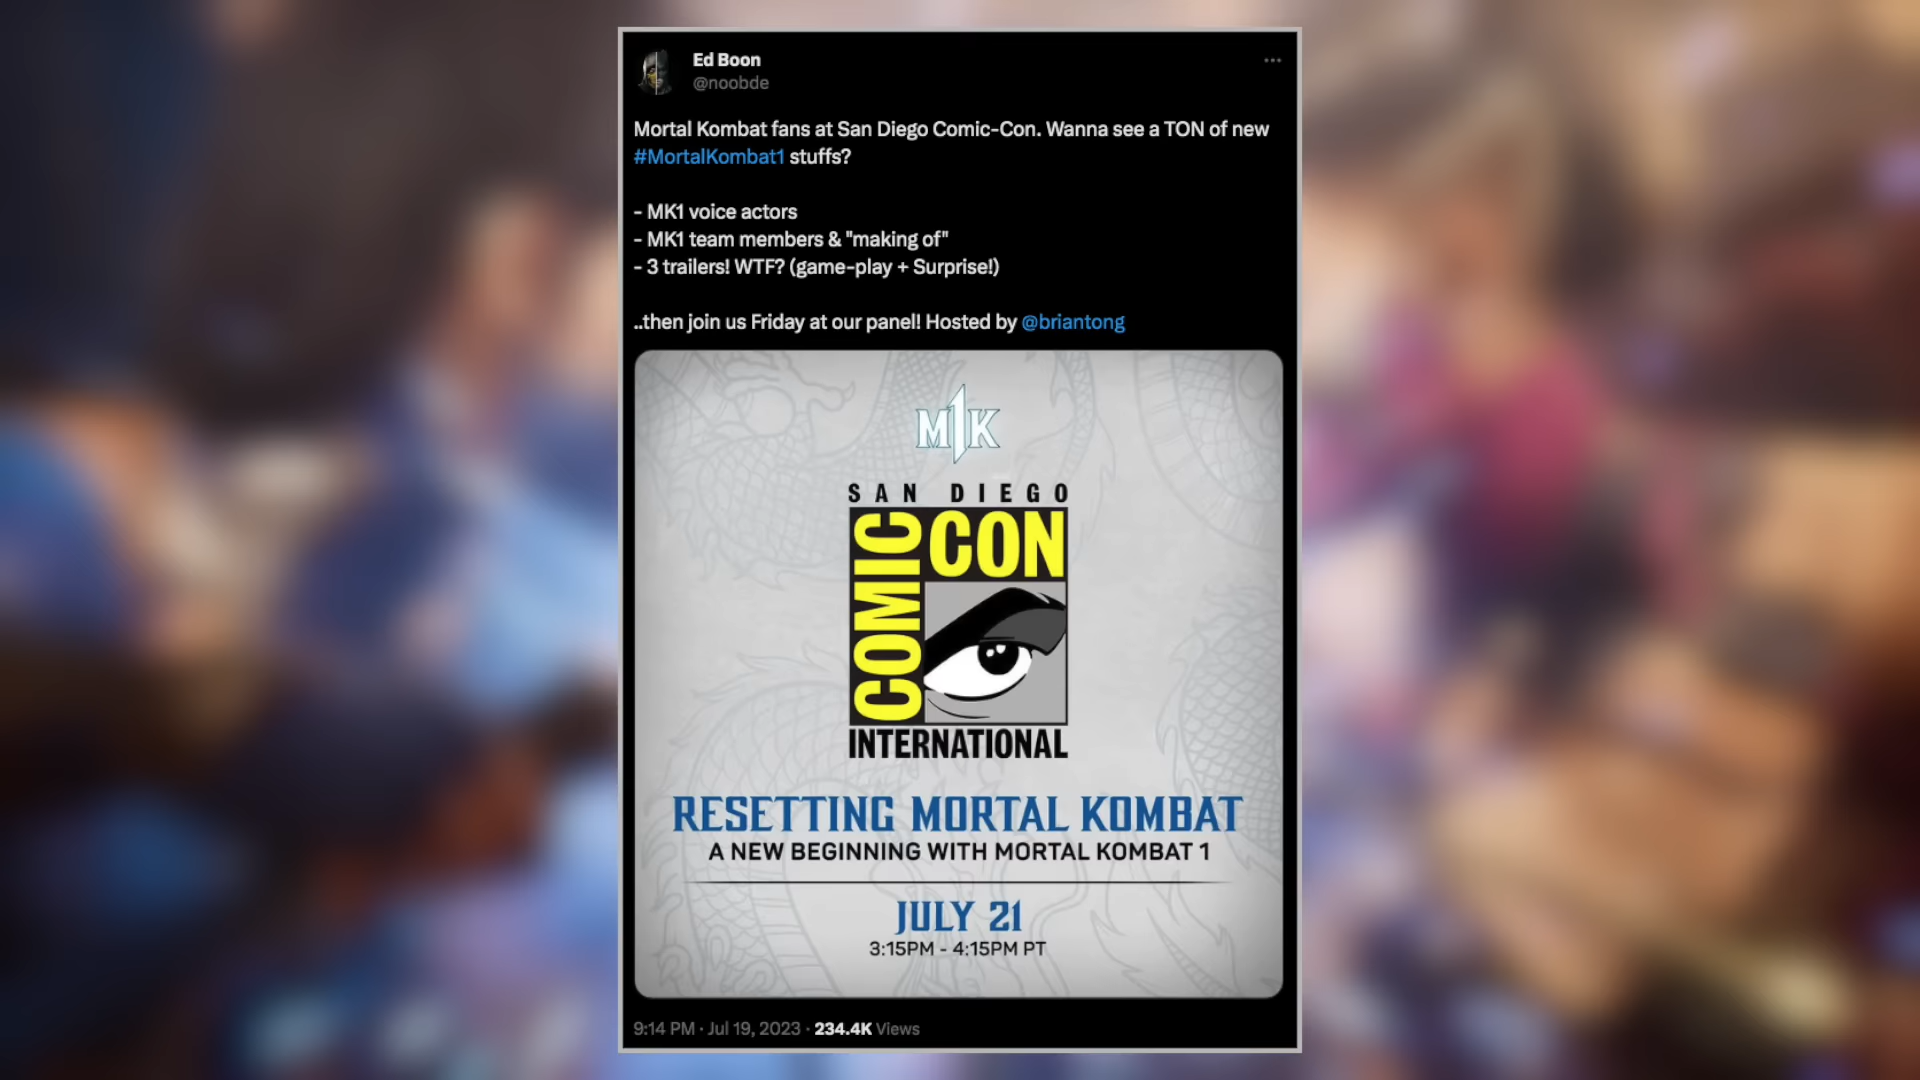 Ed Boon
@noobde
Mortal Kombat fans at San Diego Comic-Con. Wanna see a TON of new
#MortalKombat1 stuffs?
- MK1 voice actors
- MK1 team members & "making of"
- 3 trailers! WTF? (game-play + Surprise!)
..then join us Friday at our panel! Hosted by @briantong
M1K
SAN DIEGO
COMIC CON
INTERNATIONAL
RESETTING MORTAL KOMBAT
A NEW BEGINNING WITH MORTAL KOMBAT 1
JULY 21
3:15PM - 4:15PM PT
9:14 PM · Jul 19, 2023 · 234.4K Views